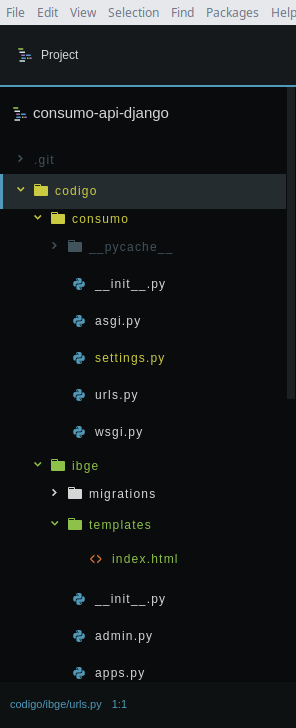 File Edit View Selection Find Packages Help
Project
consumo-api-django
.git
codigo
consumo
__pycache__
__init__.py
asgi.py
settings.py
urls.py
wsgi.py
ibge
migrations
templates
<> index.html
__init__.py
admin.py
apps.py
codigo/ibge/urls.py 1:1